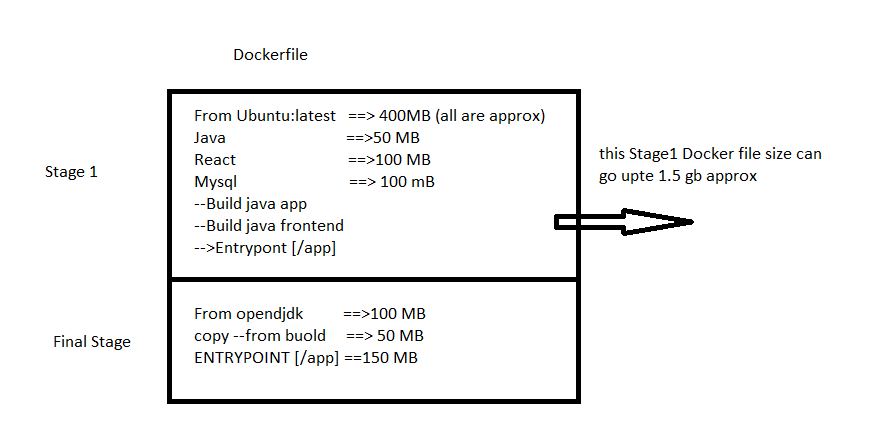 Dockerfile
Stage 1
From Ubuntu:latest ==> 400MB (all are approx)
Java ==>50 MB
React ==>100 MB
Mysql ==> 100 mB
--Build java app
--Build java frontend
-->Entrypont [/app]
this Stage1 Docker file size can
go upte 1.5 gb approx
Final Stage
From opendjdk ==>100 MB
copy --from buold ==> 50 MB
ENTRYPOINT [/app] ==150 MB